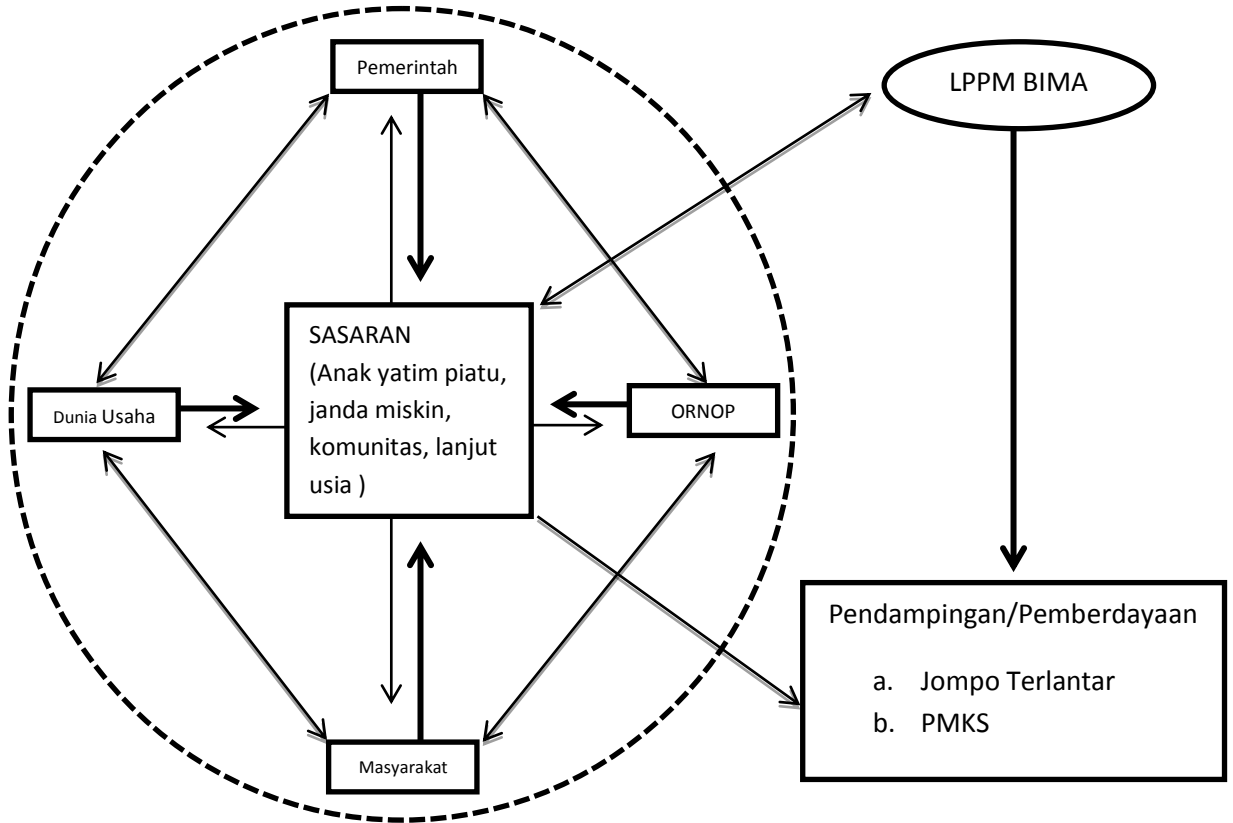 Pemerintah
LPPM BIMA
SASARAN
(Anak yatim piatu,
janda miskin,
komunitas, lanjut
usia )
Dunia Usaha
ORNOP
Masyarakat
Pendampingan/Pemberdayaan
a. Jompo Terlantar
b. PMKS